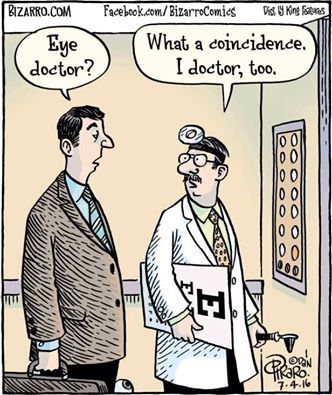 BIZARRO.COM Facebook.com/BizarroComics Dist. by King Features
Eye
doctor?
What a coincidence.
I doctor, too.
E
©DAN
PIRARO.
7.4.16